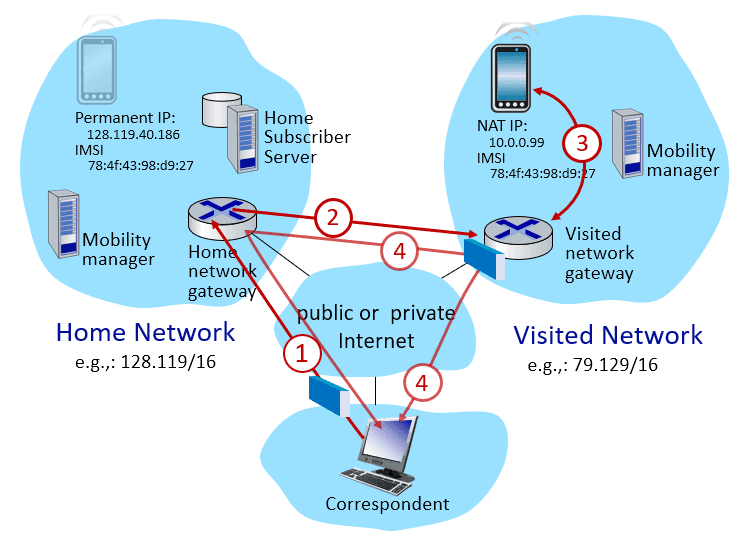 Permanent IP:
128.119.40.186
IMSI
78:4f:43:98:d9:27
Home
Subscriber
Server
Mobility
manager
Home
network
gateway
Home Network
e.g.,: 128.119/16
NAT IP:
10.0.0.99
IMSI
78:4f:43:98:d9:27
Mobility
manager
Visited
network
gateway
Visited Network
e.g.,: 79.129/16
public or  private
Internet
Correspondent
1
2
3
4
4